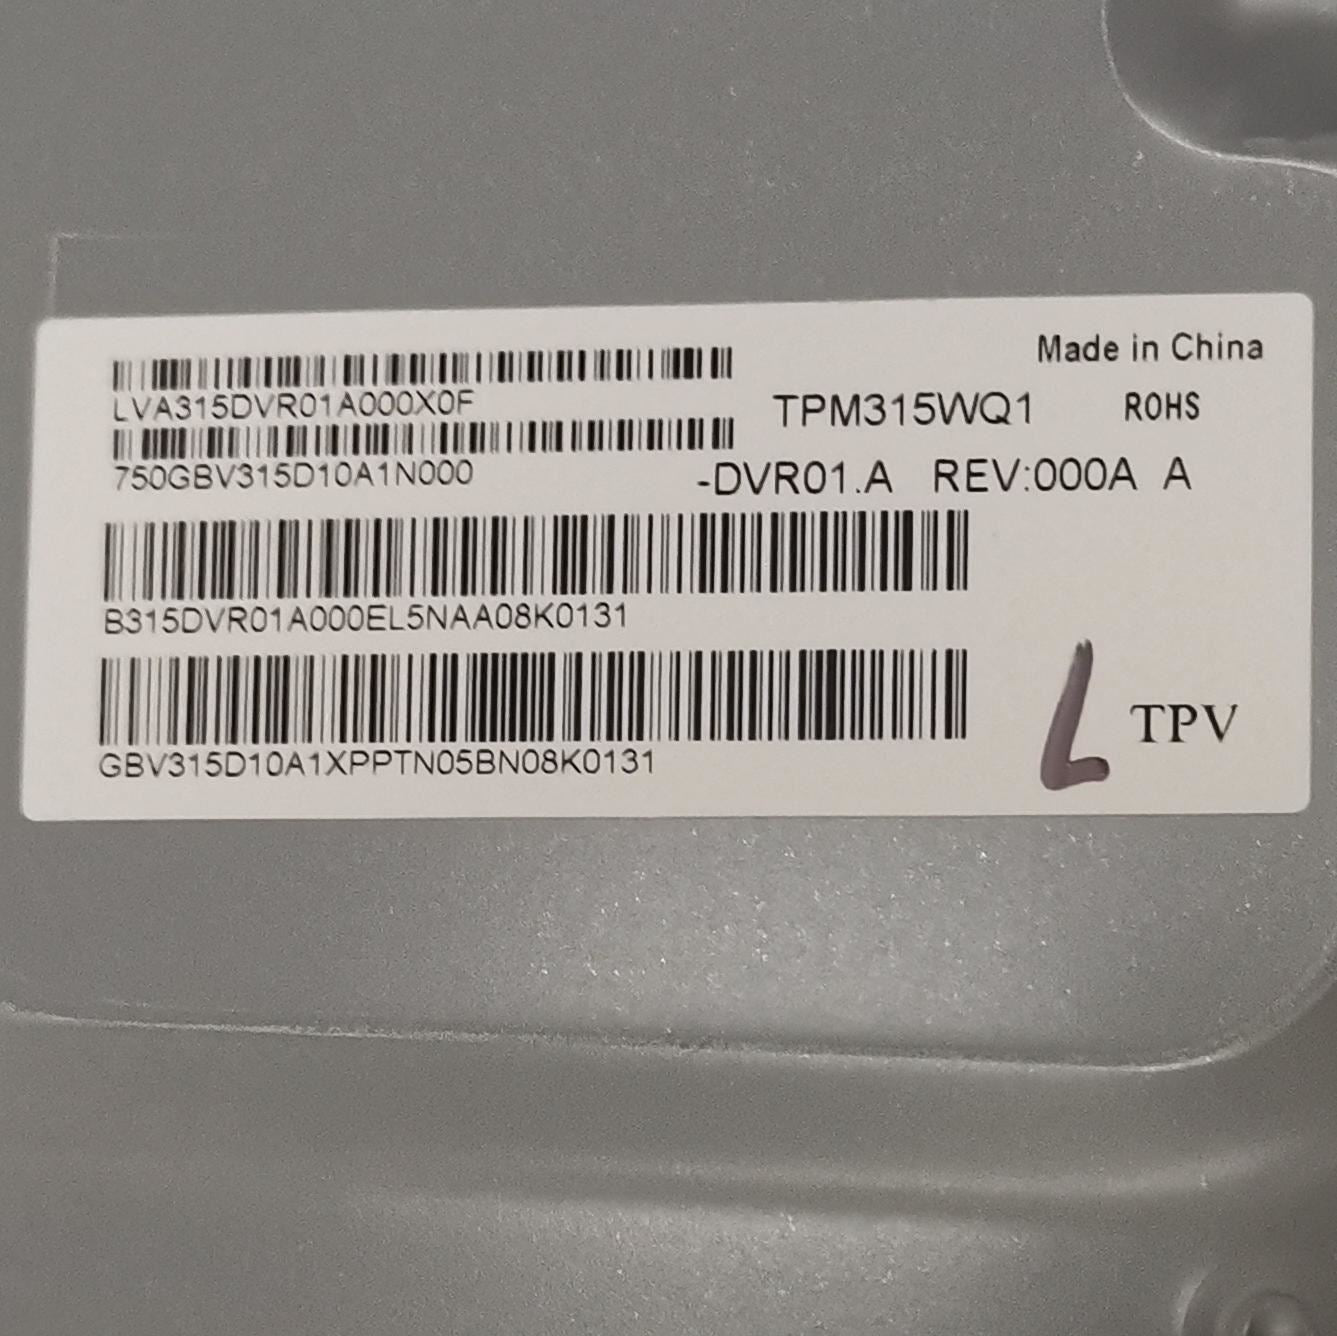 Made in China
LVA315DVR01A000X0F
TPM315WQ1 ROHS
750GBV315D10A1N000
-DVR01.A REV:000A A
B315DVR01A000EL5NAA08K0131
GBV315D10A1XPPTN05BN08K0131
L TPV